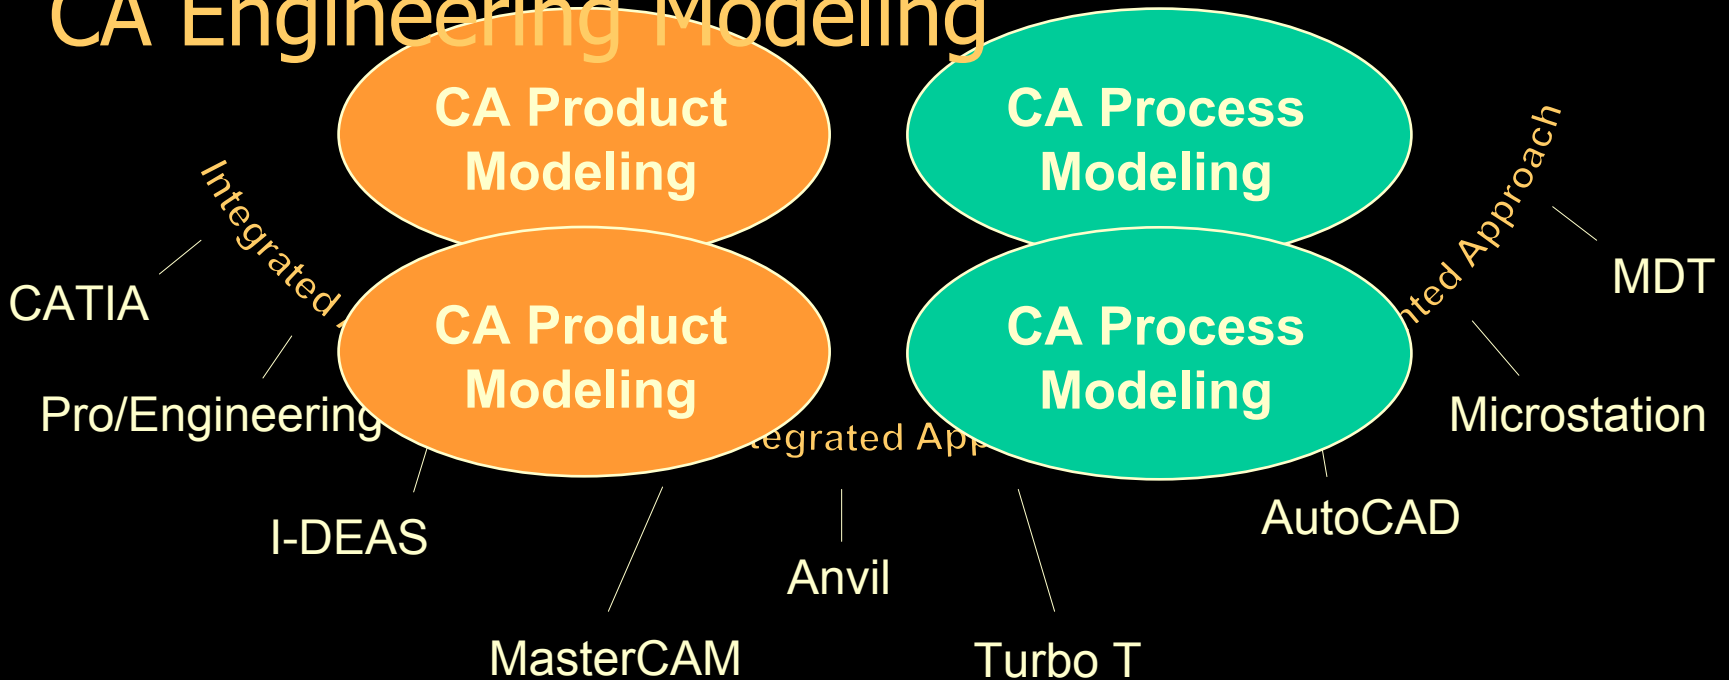 CA Engineering Modeling
CA Product
Modeling
CA Process
Modeling
Integrated
Approach
CA Product
Modeling
CA Process
Modeling
CATIA
MDT
Pro/Engineering
Microstation
I-DEAS
AutoCAD
Anvil
MasterCAM
Turbo T